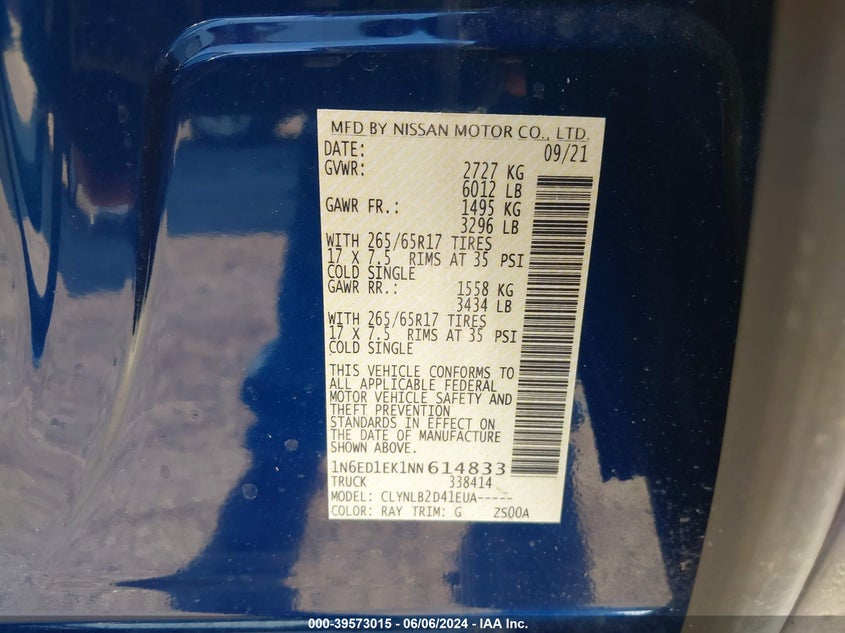 MFD BY NISSAN MOTOR CO., LTD.
DATE: 09/21
GVWR: 2727 KG
6012 LB
GAWR FR.: 1495 KG
3296 LB
WITH 265/65R17 TIRES
17 X 7.5 RIMS AT 35 PSI
COLD SINGLE
GAWR RR.: 1558 KG
3434 LB
WITH 265/65R17 TIRES
17 X 7.5 RIMS AT 35 PSI
COLD SINGLE
THIS VEHICLE CONFORMS TO
ALL APPLICABLE FEDERAL
MOTOR VEHICLE SAFETY AND
THEFT PREVENTION
STANDARDS IN EFFECT ON
THE DATE OF MANUFACTURE
SHOWN ABOVE.
1N6ED1EK1NN 614833
TRUCK 338414
MODEL: CLYNLB2D41EUA-----
COLOR: RAY TRIM: G ZS00A
000-39573015 - 06/06/2024 - IAA Inc.